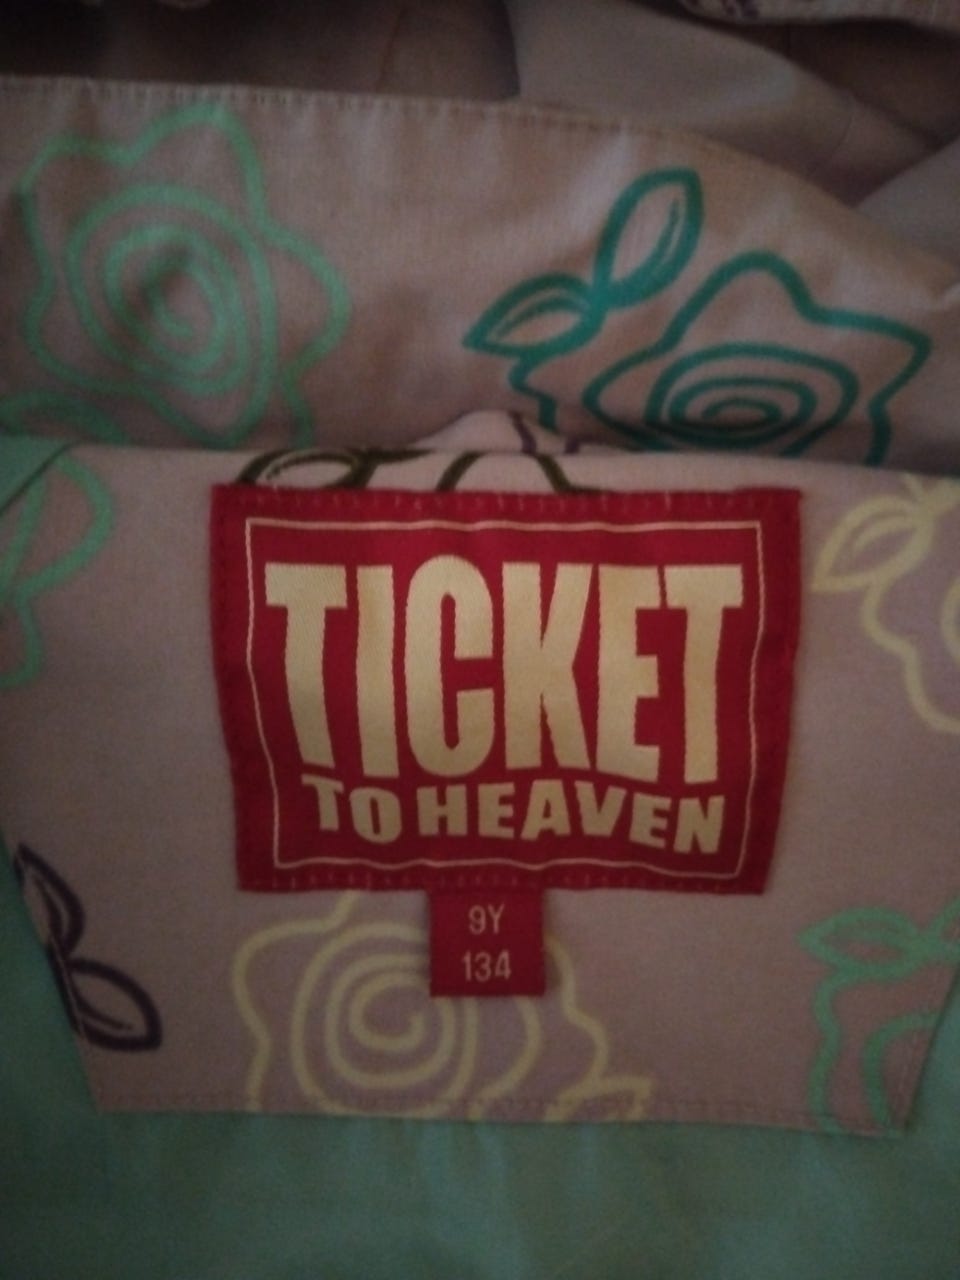 TICKET
TO HEAVEN
9Y
134